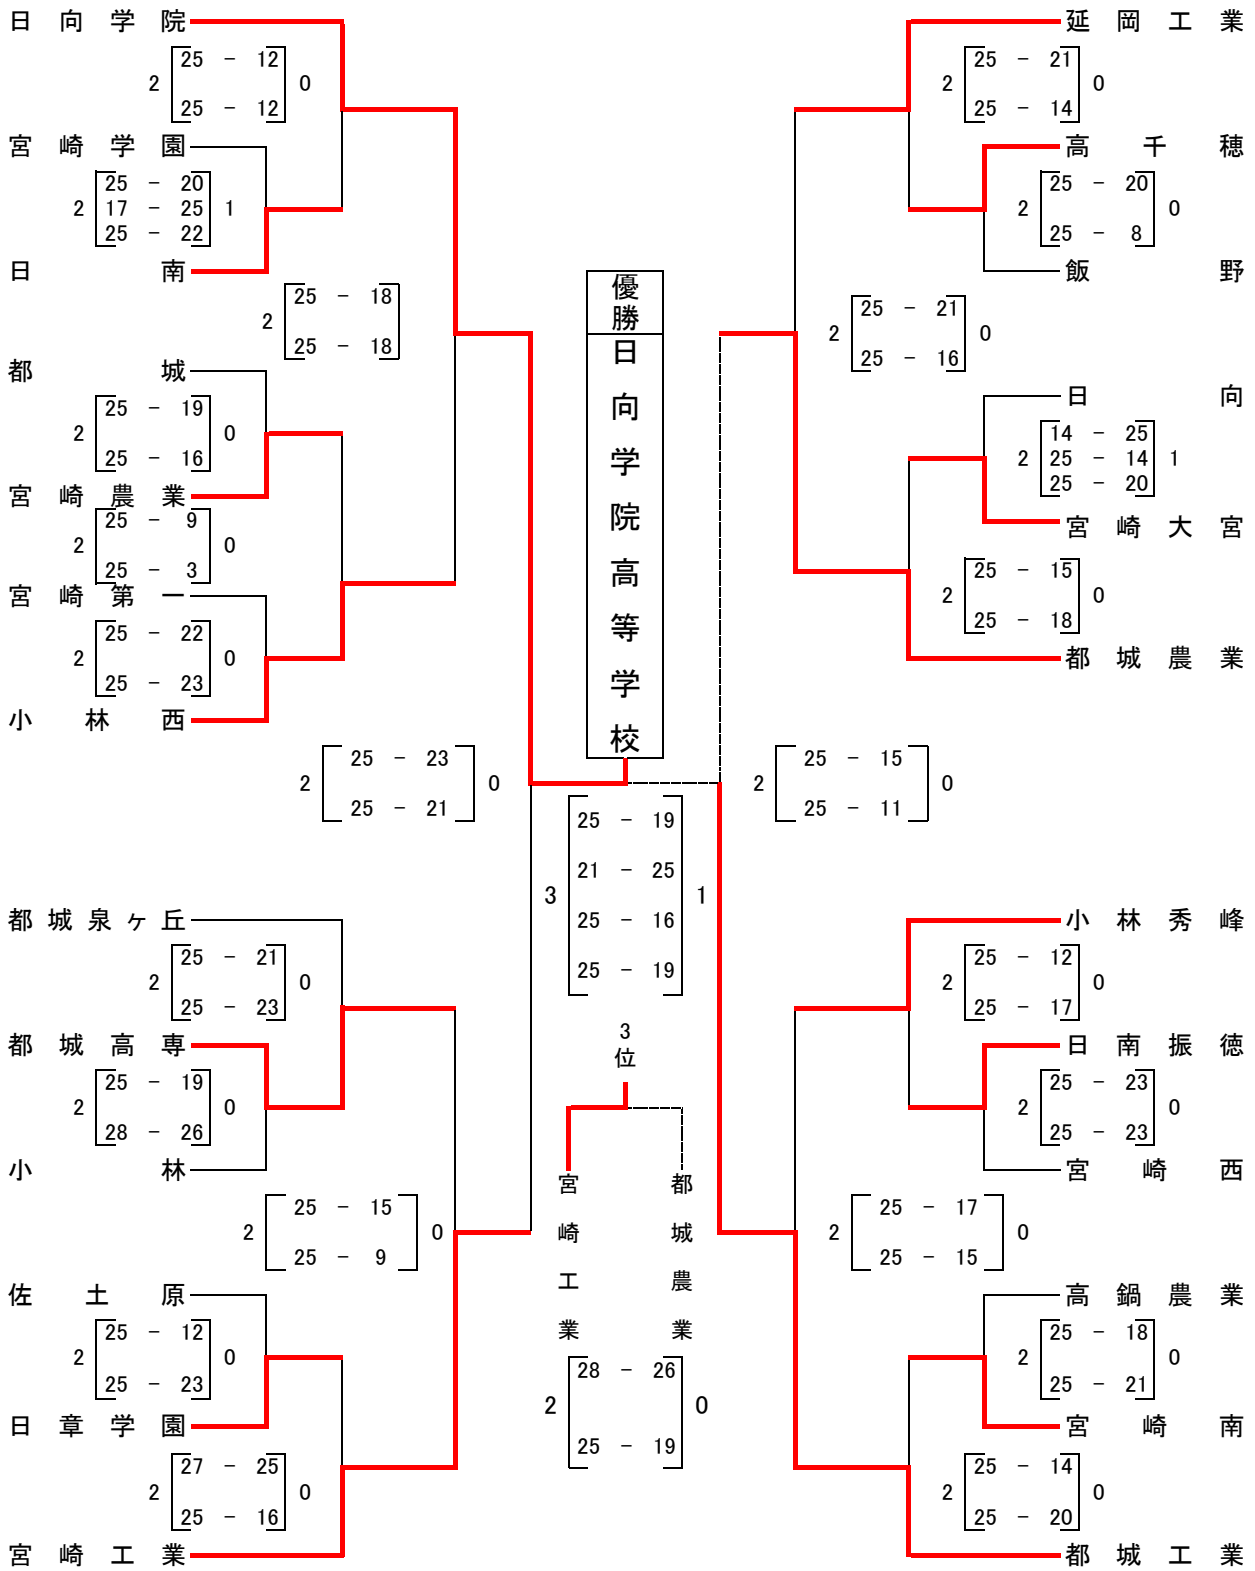 日向学院
25 - 12
2 0
25 - 12
宮崎学園
25 - 20
2 17 - 25 1
25 - 22
日南
25 - 18
2
25 - 18
都城
25 - 19
2 0
25 - 16
宮崎農業
25 - 9
2 0
25 - 3
宮崎第一
25 - 22
2 0
25 - 23
小林西
25 - 23
2 0
25 - 21
都城泉ヶ丘
25 - 21
2 0
25 - 23
都城高専
25 - 19
2 0
28 - 26
小林
25 - 15
2 0
25 - 9
佐土原
25 - 12
2 0
25 - 23
日章学園
27 - 25
2 0
25 - 16
宮崎工業
優勝
日向学院高等学校
25 - 19
21 - 25
3 1
25 - 16
25 - 19
3位
宮崎工業
都城農業
28 - 26
2 0
25 - 19
延岡工業
25 - 21
2 0
25 - 14
高千穂
25 - 20
2 0
25 - 8
飯野
25 - 21
2 0
25 - 16
日向
14 - 25
2 25 - 14 1
25 - 20
宮崎大宮
25 - 15
2 0
25 - 18
都城農業
25 - 15
2 0
25 - 11
小林秀峰
25 - 12
2 0
25 - 17
日南振徳
25 - 23
2 0
25 - 23
宮崎西
25 - 17
2 0
25 - 15
高鍋農業
25 - 18
2 0
25 - 21
宮崎南
25 - 14
2 0
25 - 20
都城工業